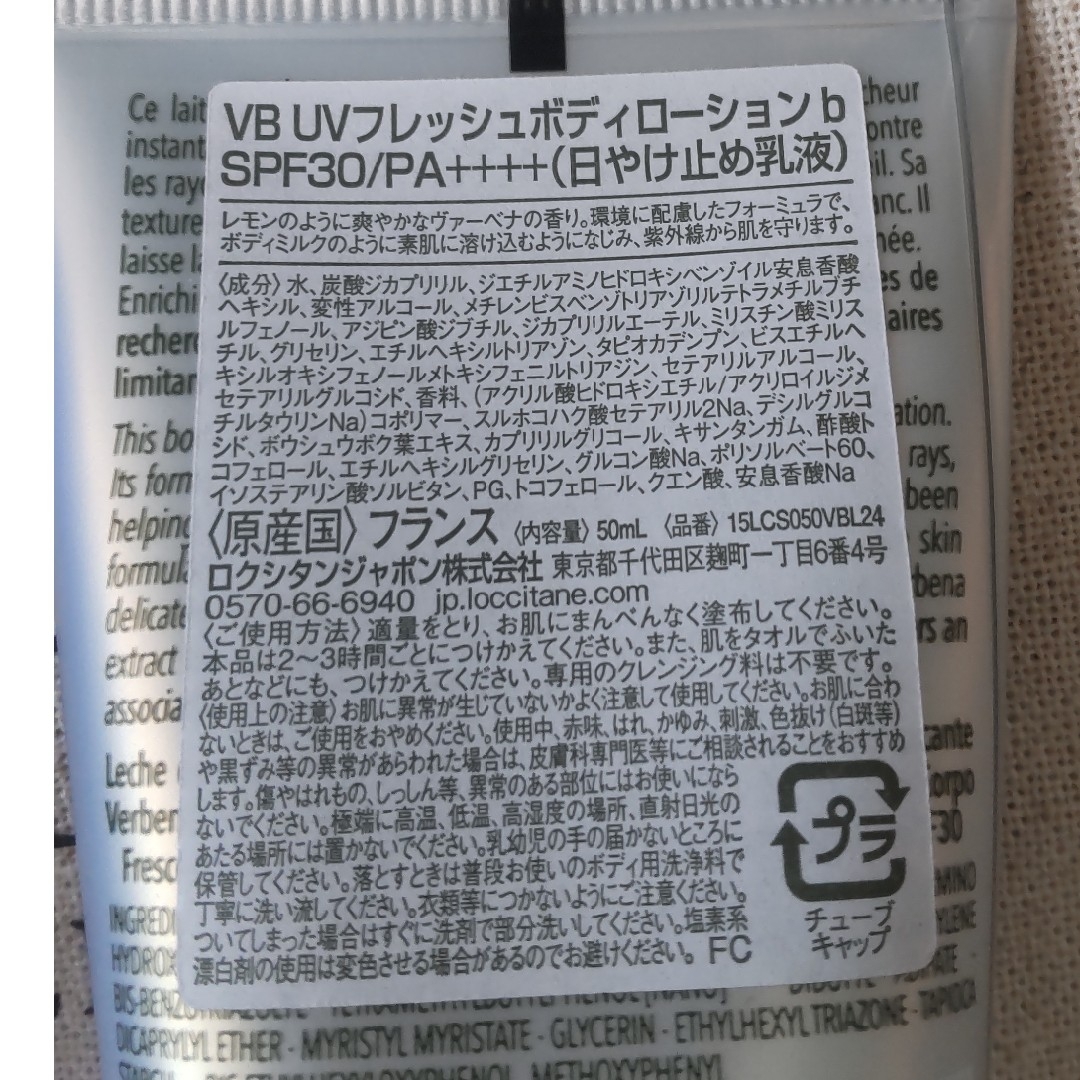 VB UVフレッシュボディローション b
SPF30/PA++++(日やけ止め乳液)
レモンのように爽やかなヴァーベナの香り。環境に配慮したフォーミュラで、
ボディミルクのように素肌に溶け込むようになじみ、紫外線から肌を守ります。
〈成分〉水、炭酸ジカプリリル、ジエチルアミノヒドロキシベンゾイル安息香酸
ヘキシル、変性アルコール、メチレンビスベンゾトリアゾリルテトラメチルブチ
ルフェノール、アジピン酸ジブチル、ジカプリリルエーテル、ミリスチン酸ミリス
チル、グリセリン、エチルヘキシルトリアゾン、タピオカデンプン、ビスエチルヘ
キシルオキシフェノールメトキシフェニルトリアジン、セテアリルアルコール、
セテアリルグルコシド、香料、(アクリル酸ヒドロキシエチル/アクリロイルジメ
チルタウリンNa)コポリマー、スルホコハク酸セテアリル2Na、デシルグルコ
シド、ボウシュウボク葉エキス、カプリリルグリコール、キサンタンガム、酢酸ト
コフェロール、エチルヘキシルグリセリン、グルコン酸Na、ポリソルベート60、
イソステアリン酸ソルビタン、PG、トコフェロール、クエン酸、安息香酸Na
〈原産国〉フランス 〈内容量〉50mL 〈品番〉15LCS050VBL24
ロクシタンジャポン株式会社 東京都千代田区麹町一丁目6番4号
0570-66-6940 jp.loccitane.com
〈ご使用方法〉適量をとり、お肌にまんべんなく塗布してください。
本品は2〜3時間ごとにつけかえてください。また、肌をタオルでふいた
あとなどにも、つけかえてください。専用のクレンジング料は不要です。
〈使用上の注意〉お肌に異常が生じていないかよく注意して使用してください。お肌に合わ
ないときは、ご使用をおやめください。使用中、赤味、はれ、かゆみ、刺激、色抜け(白斑等)
や黒ずみ等の異常があらわれた場合は、皮膚科専門医等にご相談されることをおすすめ
します。傷やはれもの、しっしん等、異常のある部位にはお使いになら
ないでください。極端に高温、低温、高湿度の場所、直射日光の
あたる場所には置かないでください。乳幼児の手の届かないところに
保管してください。落とすときは普段お使いのボディ用洗浄料で
丁寧に洗い流してください。衣類等につかないようにご注意ください。
ついてしまった場合はすぐに洗剤で部分洗いしてください。塩素系
漂白剤の使用は変色させる場合があるのでお避けください。 FC
プラ
チューブ
キャップ
Ce lait
instant
les ray
texture
laisse
Enrichi
recher
limitar
This bo
Its form
helping
formul
delicate
extract
associa
Leche
Verber
Fresc
INGREDI
HYDROX
cheur
ontre
eil. Sa
anc. Il
née.
es de
aires
ation.
rays,
been
skin
bena
rs an
cante
orpo
F30
MINO
DICAPRYLYL ETHER - MYRISTYL MYRISTATE - GLYCERIN - ETHYLHEXYL TRIAZONE - TAPIOCA